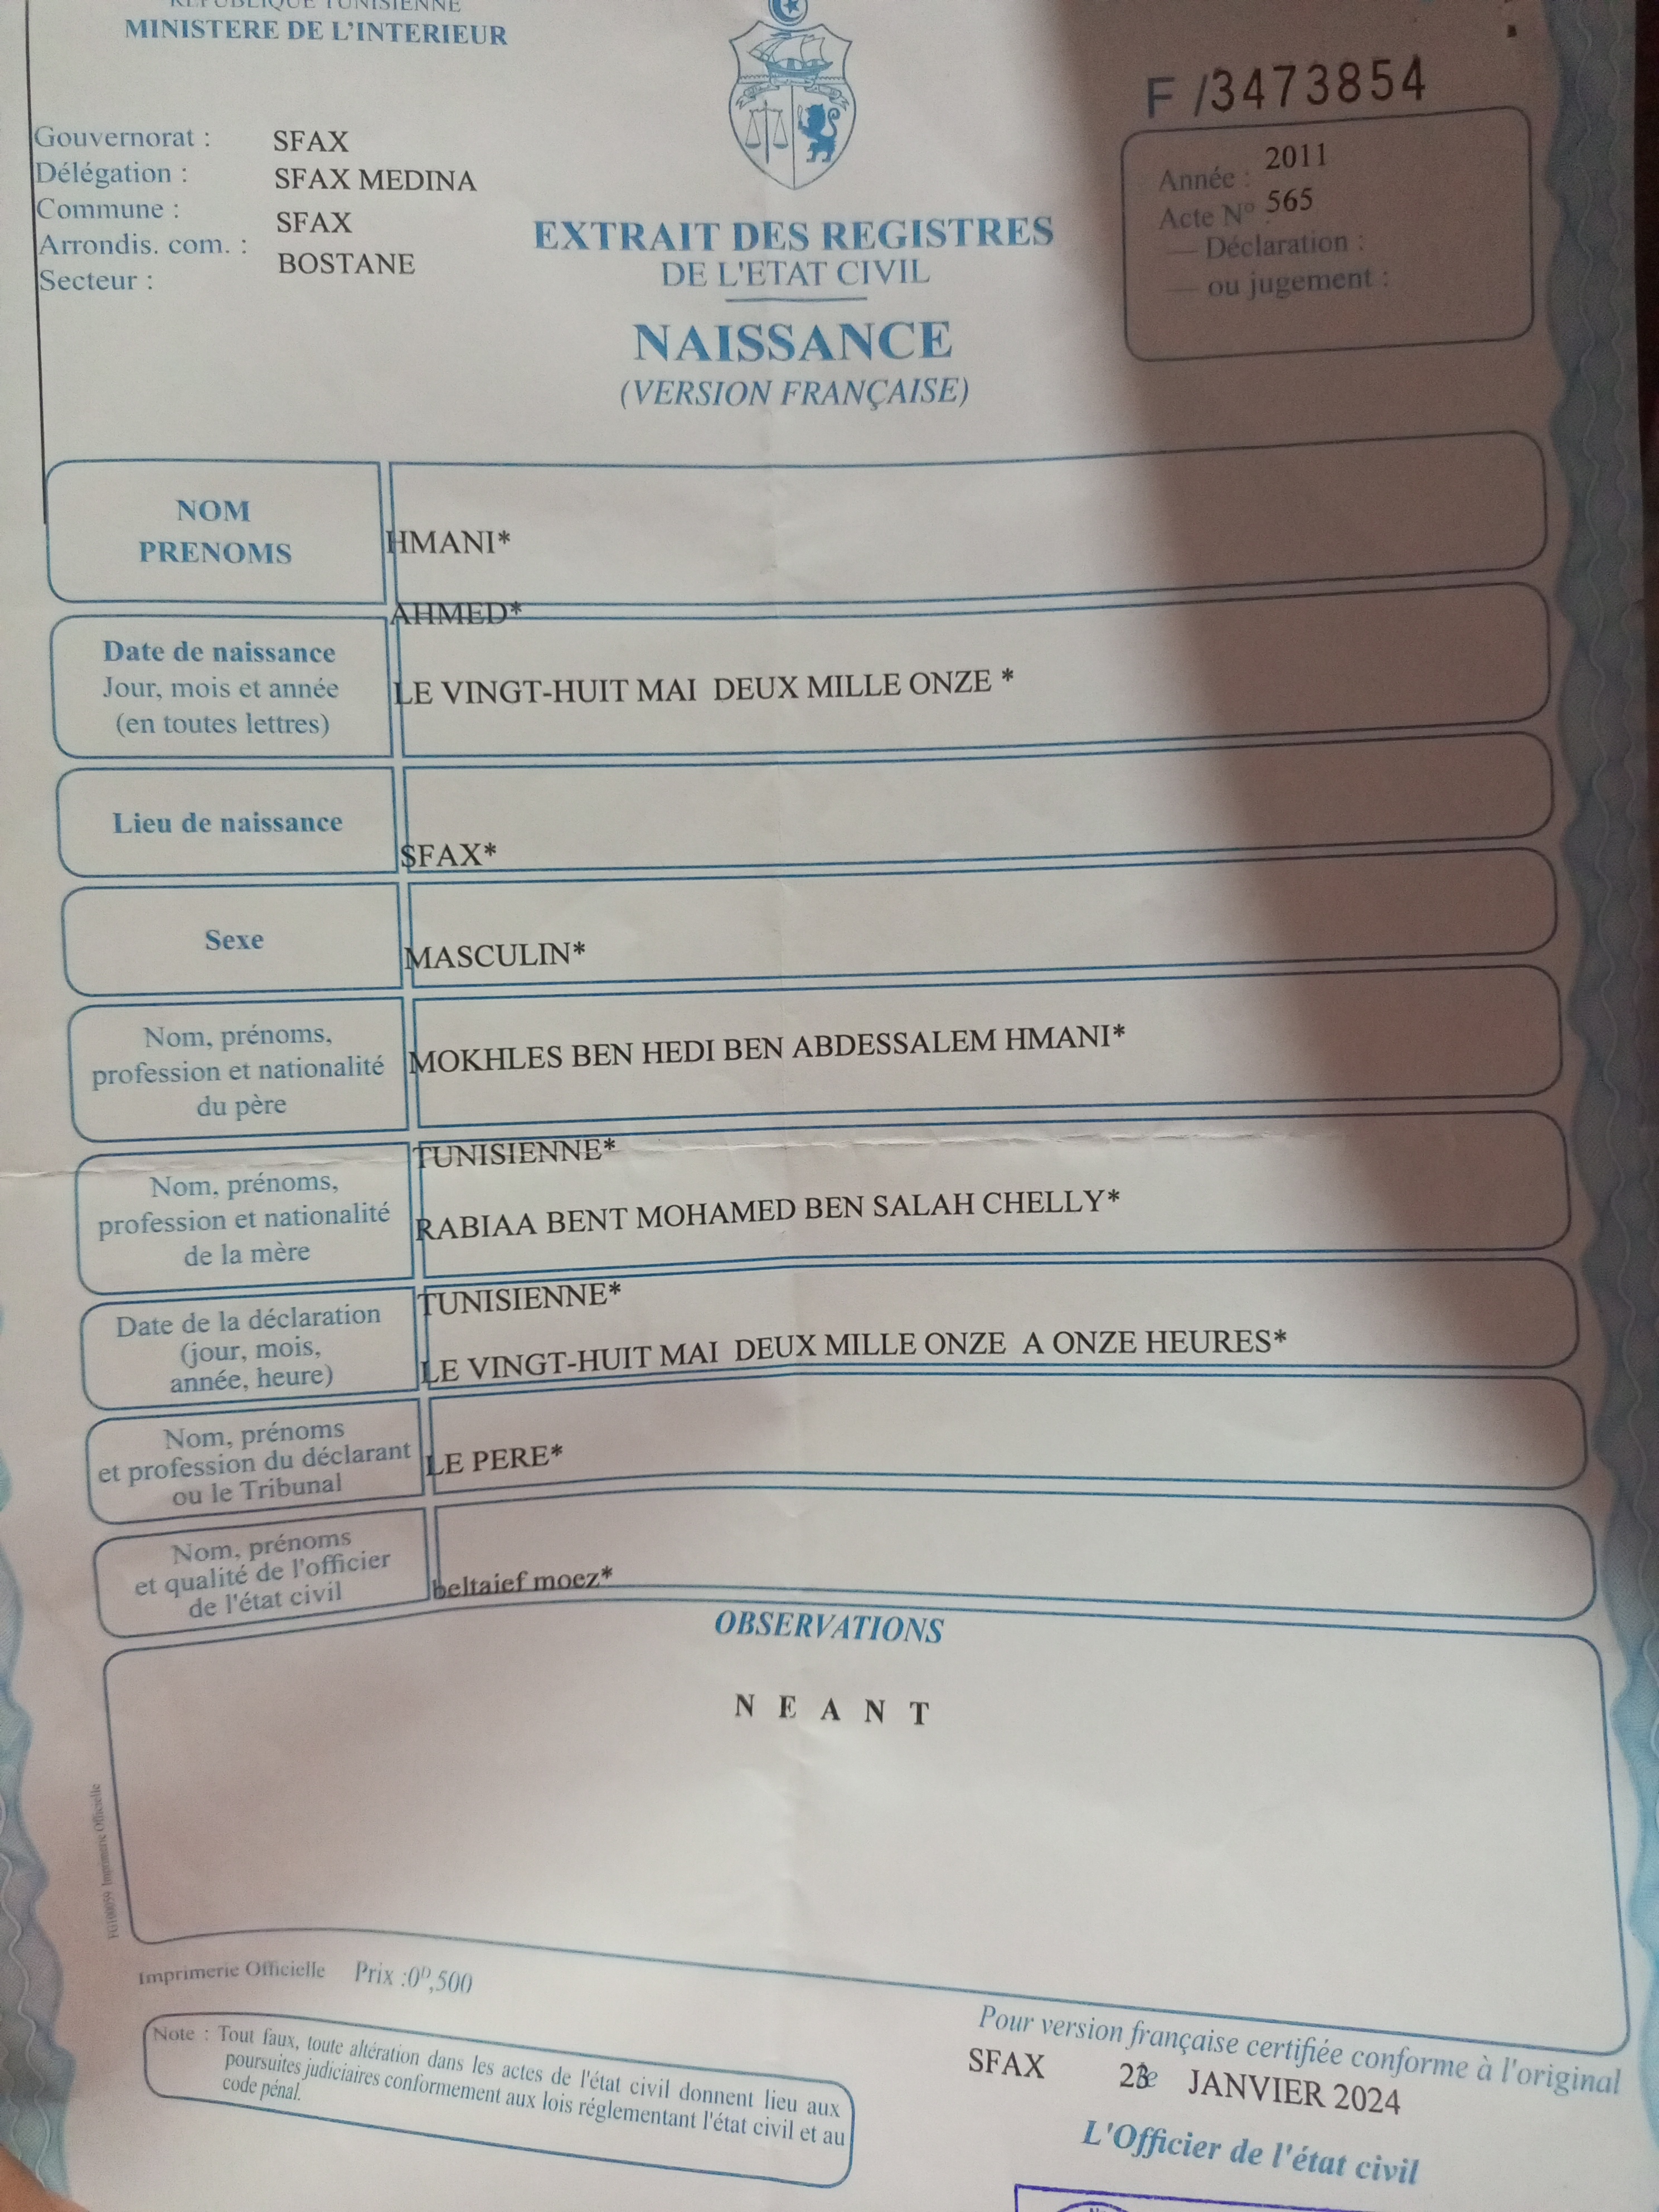 REPUBLIQUE TUNISIENNE
MINISTERE DE L'INTERIEUR
F /3473854
Gouvernorat : SFAX
Délégation : SFAX MEDINA
Commune : SFAX
Arrondis. com. : BOSTANE
Secteur :
Année : 2011
Acte N° 565
— Déclaration :
— ou jugement :
EXTRAIT DES REGISTRES
DE L'ETAT CIVIL
NAISSANCE
(VERSION FRANÇAISE)
NOM
PRENOMS
HMANI*
AHMED*
Date de naissance
Jour, mois et année
(en toutes lettres)
LE VINGT-HUIT MAI DEUX MILLE ONZE *
Lieu de naissance
SFAX*
Sexe
MASCULIN*
Nom, prénoms,
profession et nationalité
du père
MOKHLES BEN HEDI BEN ABDESSALEM HMANI*
TUNISIENNE*
Nom, prénoms,
profession et nationalité
de la mère
RABIAA BENT MOHAMED BEN SALAH CHELLY*
TUNISIENNE*
Date de la déclaration
(jour, mois,
année, heure)
LE VINGT-HUIT MAI DEUX MILLE ONZE A ONZE HEURES*
Nom, prénoms
et profession du déclarant
ou le Tribunal
LE PERE*
Nom, prénoms
et qualité de l'officier
de l'état civil
beltaief moez*
OBSERVATIONS
N E A N T
Imprimerie Officielle
Imprimerie Officielle Prix :0ᴰ,500
Note : Tout faux, toute altération dans les actes de l'état civil donnent lieu aux
poursuites judiciaires conformement aux lois réglementant l'état civil et au
code pénal.
Pour version française certifiée conforme à l'original
SFAX JANVIER 2024
L'Officier de l'état civil